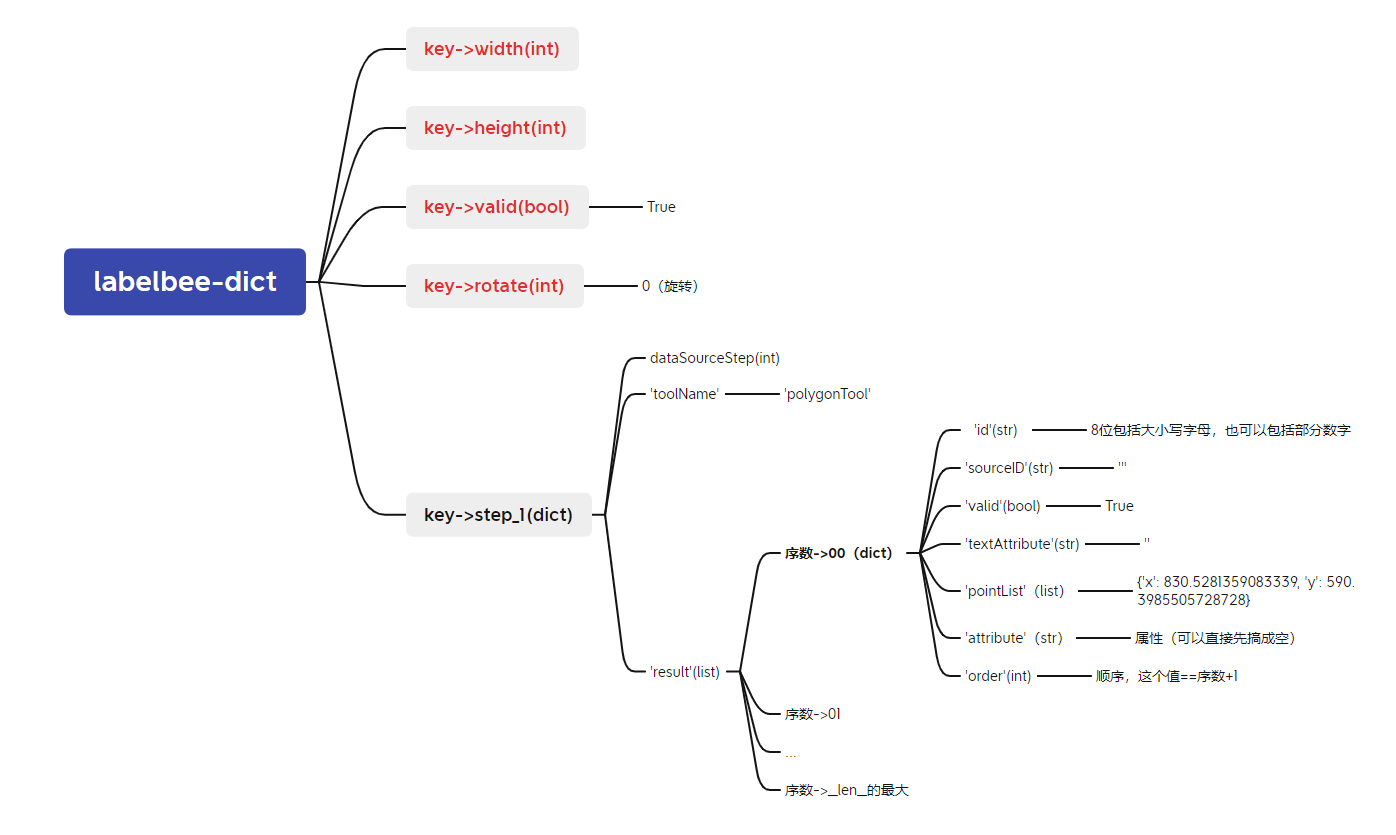 key->width(int)
key->height(int)
key->valid(bool)
True
labelbee-dict
key->rotate(int)
0（旋转）
key->step_1(dict)
dataSourceStep(int)
'toolName'
'polygonTool'
'result'(list)
序数->00（dict）
'id'(str)
8位包括大小写字母，也可以包括部分数字
'sourceID'(str)
'''
'valid'(bool)
True
'textAttribute'(str)
''
'pointList'（list）
{'x': 830.5281359083339, 'y': 590.
3985505728728}
'attribute'（str）
属性（可以直接先搞成空）
'order'(int)
顺序，这个值==序数+1
序数->01
...
序数->_len_的最大